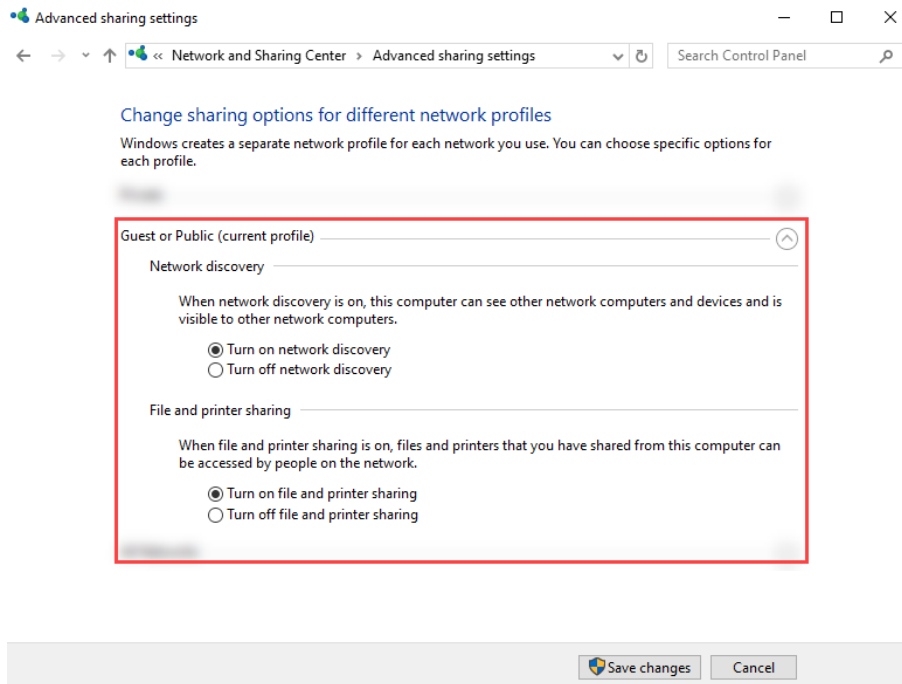 Advanced sharing settings
« Network and Sharing Center › Advanced sharing settings
Search Control Panel
Change sharing options for different network profiles
Windows creates a separate network profile for each network you use. You can choose specific options for
each profile.
Guest or Public (current profile)
Network discovery
When network discovery is on, this computer can see other network computers and devices and is
visible to other network computers.
Turn on network discovery
Turn off network discovery
File and printer sharing
When file and printer sharing is on, files and printers that you have shared from this computer can
be accessed by people on the network.
Turn on file and printer sharing
Turn off file and printer sharing
Save changes
Cancel